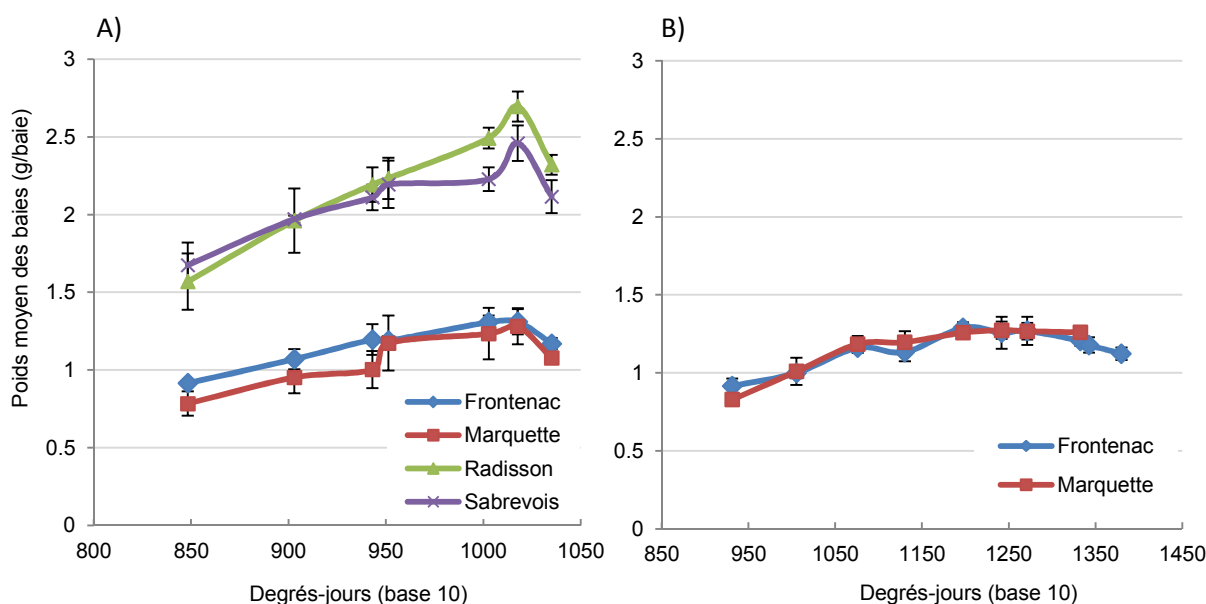 A)
Poids moyen des baies (g/baie)
3
2.5
2
1.5
1
0.5
0
800 850 900 950 1000 1050
Degrés-jours (base 10)
Frontenac
Marquette
Radisson
Sabrevois
B)
3
2.5
2
1.5
1
0.5
0
850 950 1050 1150 1250 1350 1450
Degrés-jours (base 10)
Frontenac
Marquette